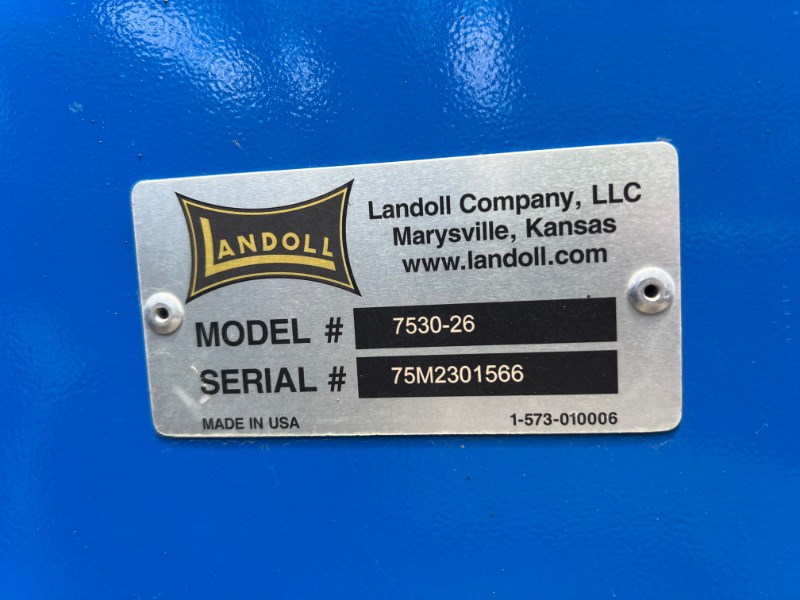 LANDOLL
Landoll Company, LLC
Marysville, Kansas
www.landoll.com
MODEL # 7530-26
SERIAL # 75M2301566
MADE IN USA 1-573-010006